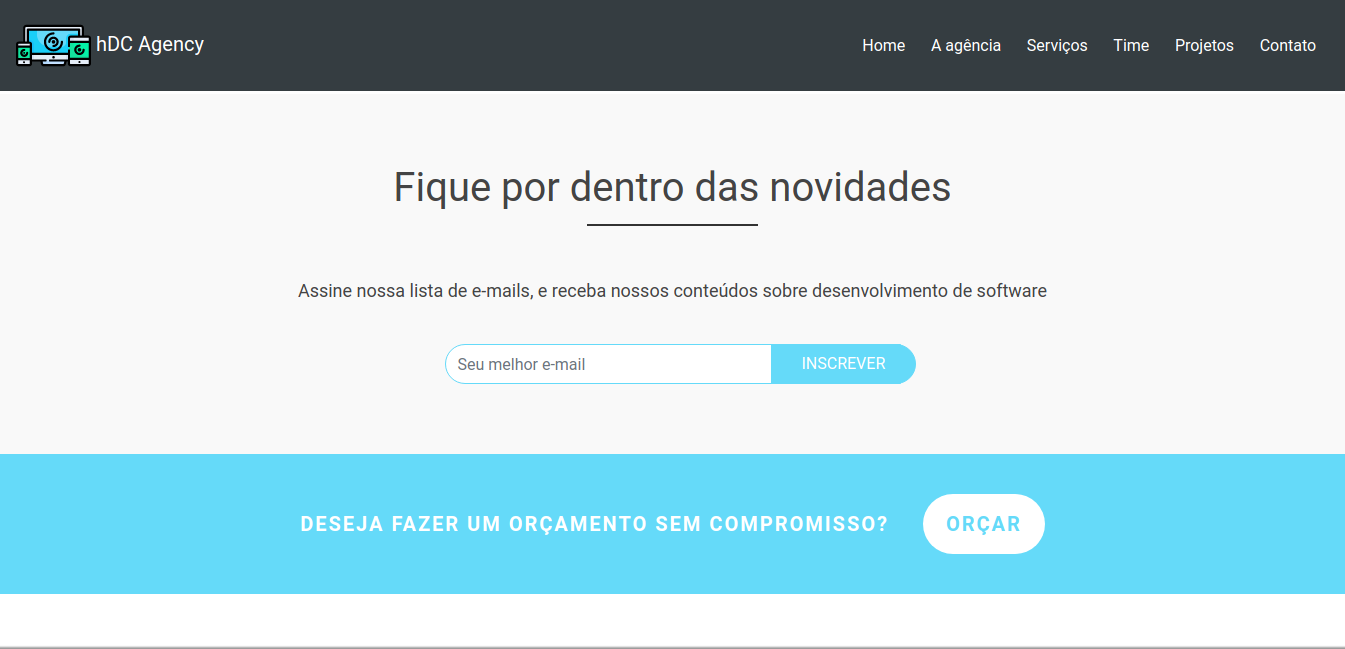 hDC Agency
Home A agência Serviços Time Projetos Contato
Fique por dentro das novidades
Assine nossa lista de e-mails, e receba nossos conteúdos sobre desenvolvimento de software
Seu melhor e-mail INSCREVER
DESEJA FAZER UM ORÇAMENTO SEM COMPROMISSO? ORÇAR